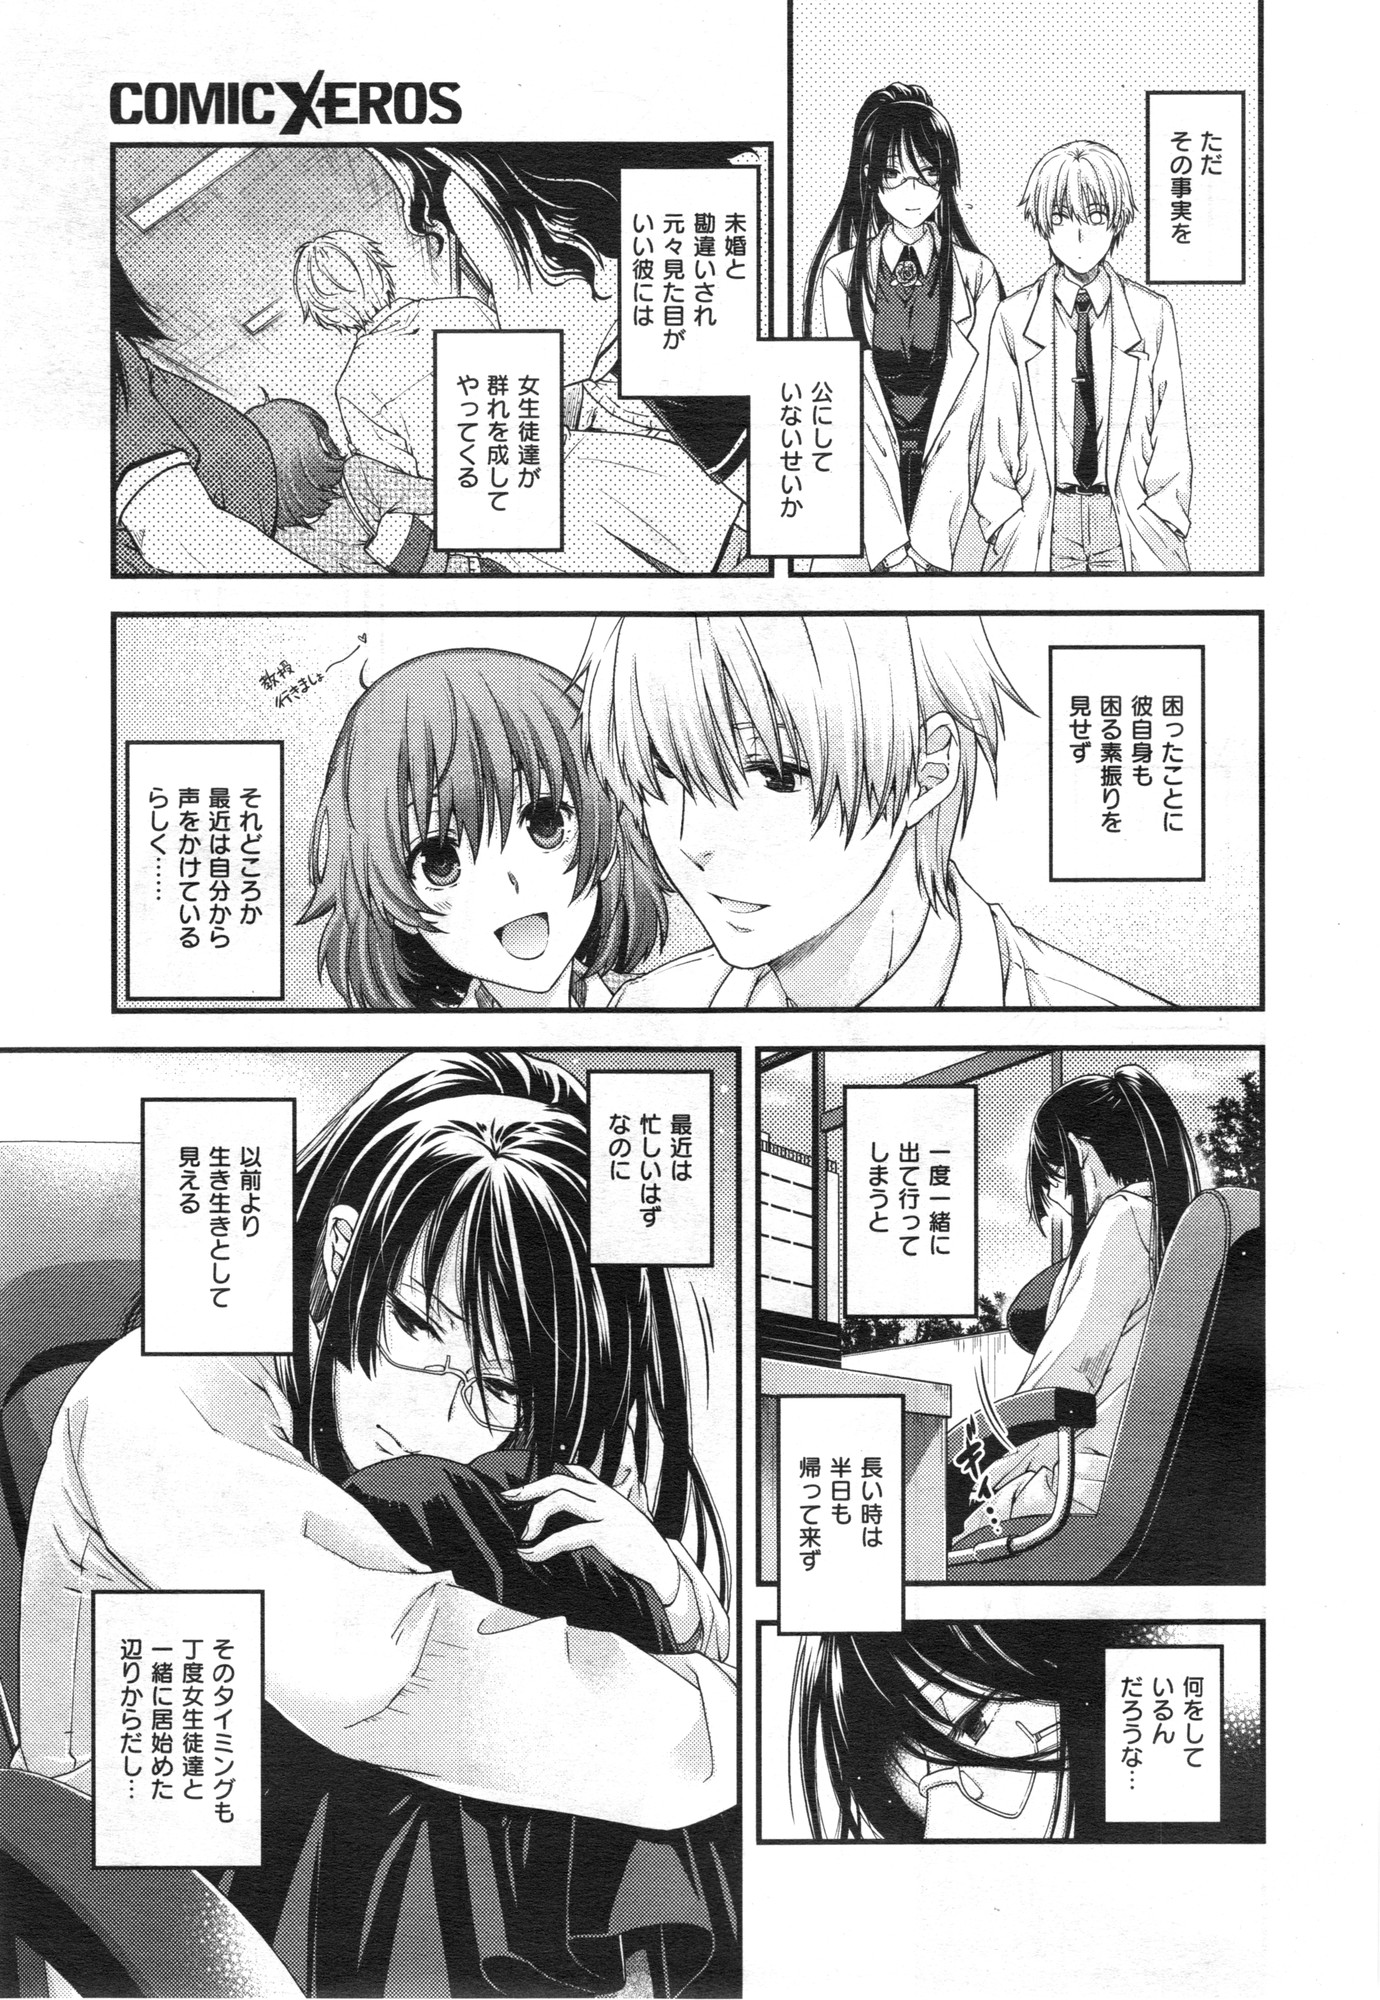 COMIC X-EROS
ただ
その事実を
公にして
いないせいか
未婚と
勘違いされ
元々見た目が
いい彼には
女生徒達が
群れを成して
やってくる
困ったことに
彼自身も
困る素振りを
見せず
教授
行きましょ
それどころか
最近は自分から
声をかけている
らしく……
一度一緒に
出て行って
しまうと
ギィ…
長い時は
半日も
帰って来ず
何をして
いるん
だろうな…
最近は
忙しいはず
なのに
以前より
生き生きとして
見える
そのタイミングも
丁度女生徒達と
一緒に居始めた
辺りからだし…